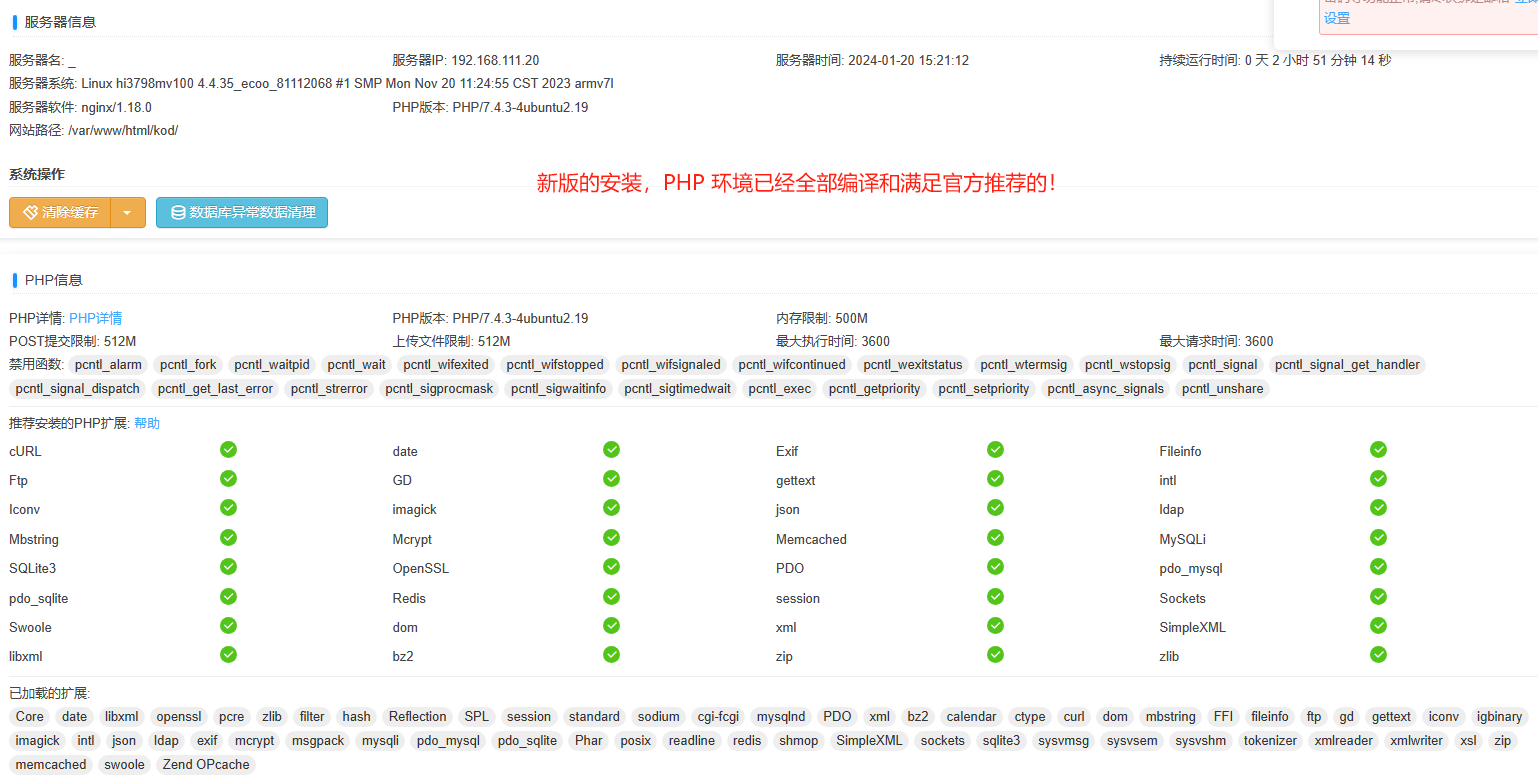 服务器信息
设置
服务器名: _ 服务器IP: 192.168.111.20 服务器时间: 2024-01-20 15:21:12 持续运行时间: 0 天 2 小时 51 分钟 14 秒
服务器系统: Linux hi3798mv100 4.4.35_ecoo_81112068 #1 SMP Mon Nov 20 11:24:55 CST 2023 armv7l
服务器软件: nginx/1.18.0 PHP版本: PHP/7.4.3-4ubuntu2.19
网站路径: /var/www/html/kod/
系统操作
新版的安装，PHP 环境已经全部编译和满足官方推荐的！
清除缓存 数据库异常数据清理
PHP信息
PHP详情: PHP详情 PHP版本: PHP/7.4.3-4ubuntu2.19 内存限制: 500M
POST提交限制: 512M 上传文件限制: 512M 最大执行时间: 3600 最大请求时间: 3600
禁用函数: pcntl_alarm pcntl_fork pcntl_waitpid pcntl_wait pcntl_wifexited pcntl_wifstopped pcntl_wifsignaled pcntl_wifcontinued pcntl_wexitstatus pcntl_wtermsig pcntl_wstopsig pcntl_signal pcntl_signal_get_handler
pcntl_signal_dispatch pcntl_get_last_error pcntl_strerror pcntl_sigprocmask pcntl_sigwaitinfo pcntl_sigtimedwait pcntl_exec pcntl_getpriority pcntl_setpriority pcntl_async_signals pcntl_unshare
推荐安装的PHP扩展: 帮助
cURL date Exif Fileinfo
Ftp GD gettext intl
Iconv imagick json ldap
Mbstring Mcrypt Memcached MySQLi
SQLite3 OpenSSL PDO pdo_mysql
pdo_sqlite Redis session Sockets
Swoole dom xml SimpleXML
libxml bz2 zip zlib
已加载的扩展:
Core date libxml openssl pcre zlib filter hash Reflection SPL session standard sodium cgi-fcgi mysqlnd PDO xml bz2 calendar ctype curl dom mbstring FFI fileinfo ftp gd gettext iconv igbinary
imagick intl json ldap exif mcrypt msgpack mysqli pdo_mysql pdo_sqlite Phar posix readline redis shmop SimpleXML sockets sqlite3 sysvmsg sysvsem sysvshm tokenizer xmlreader xmlwriter xsl zip
memcached swoole Zend OPcache